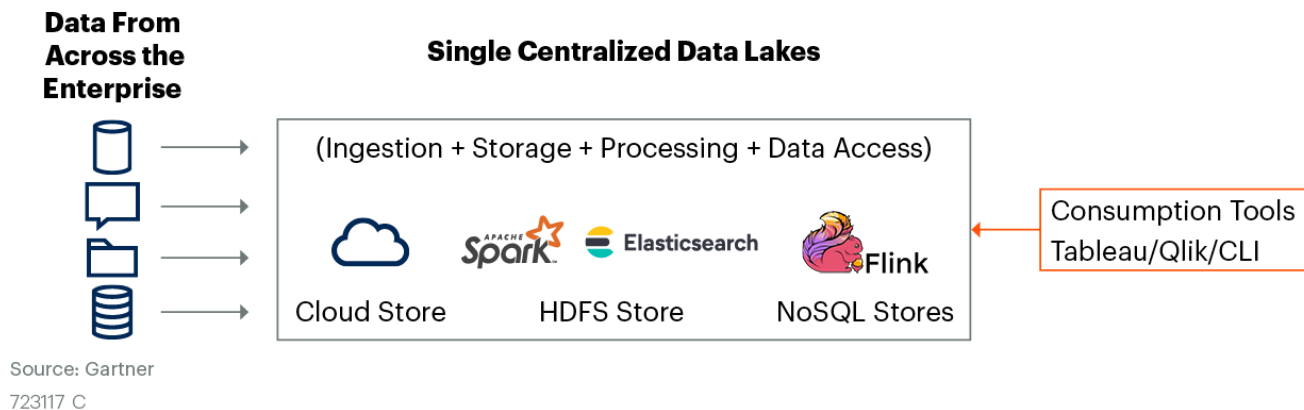 Data From
Across the
Enterprise
Single Centralized Data Lakes
(Ingestion + Storage + Processing + Data Access)
APACHE
Spark™
Elasticsearch
Flink
Cloud Store
HDFS Store
NoSQL Stores
Consumption Tools
Tableau/Qlik/CLI
Source: Gartner
723117 C